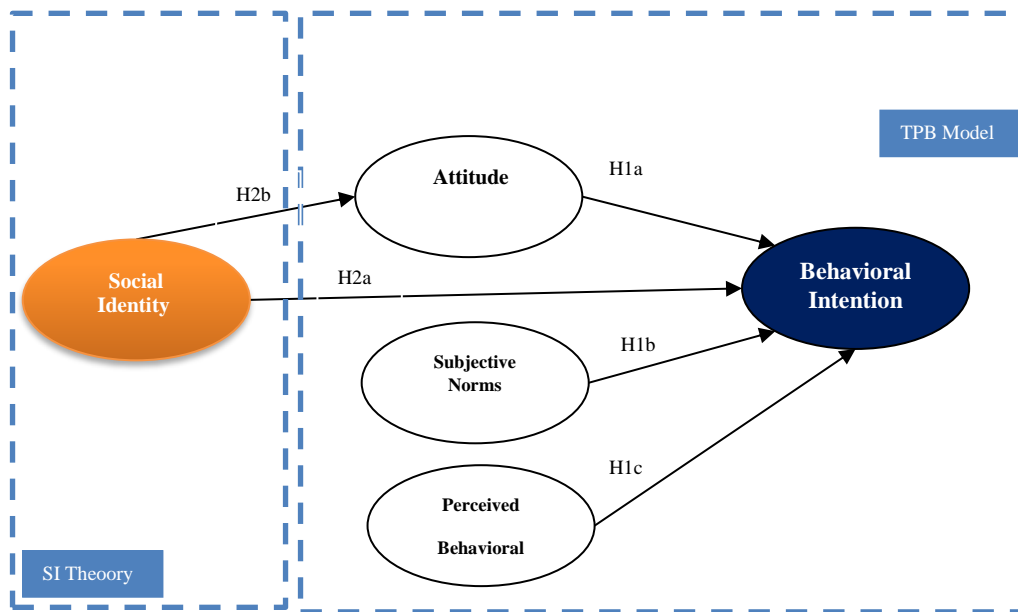 TPB Model
Attitude
H1a
H2b
Social
Identity
H2a
Behavioral
Intention
Subjective
Norms
H1b
H1c
Perceived
Behavioral
SI Theoory